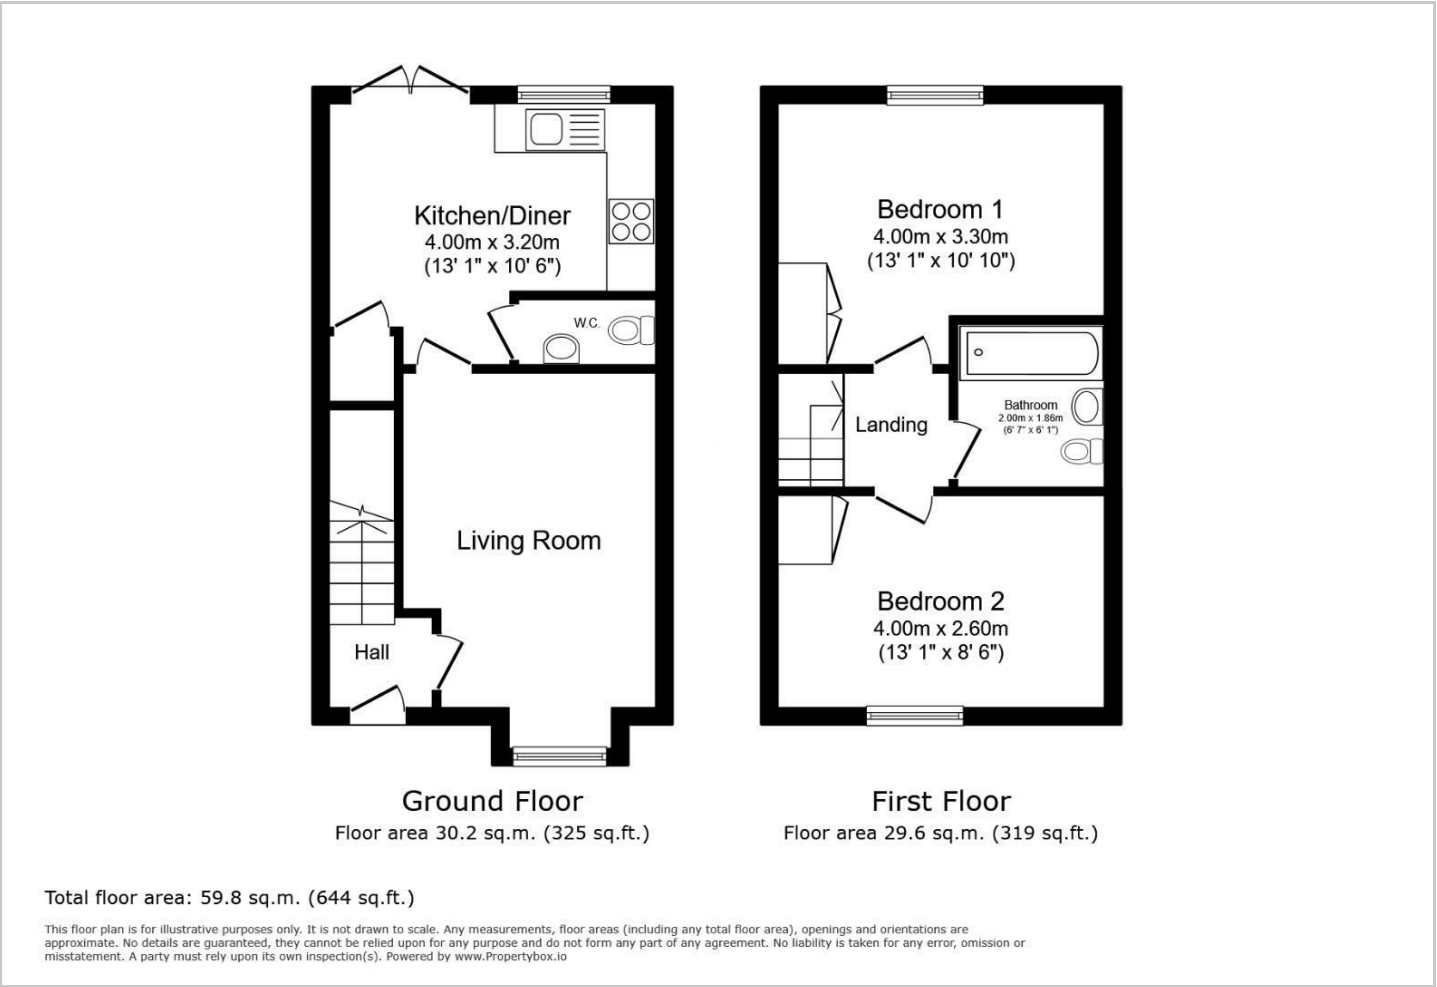 Kitchen/Diner
4.00m x 3.20m
(13' 1" x 10' 6")
W.C.
Living Room
Hall
Bedroom 1
4.00m x 3.30m
(13' 1" x 10' 10")
Bathroom
2.00m x 1.86m
(6' 7" x 6' 1")
Landing
Bedroom 2
4.00m x 2.60m
(13' 1" x 8' 6")
Ground Floor
Floor area 30.2 sq.m. (325 sq.ft.)
First Floor
Floor area 29.6 sq.m. (319 sq.ft.)
Total floor area: 59.8 sq.m. (644 sq.ft.)
This floor plan is for illustrative purposes only. It is not drawn to scale. Any measurements, floor areas (including any total floor area), openings and orientations are
approximate. No details are guaranteed, they cannot be relied upon for any purpose and do not form any part of any agreement. No liability is taken for any error, omission or
misstatement. A party must rely upon its own inspection(s). Powered by www.Propertybox.io